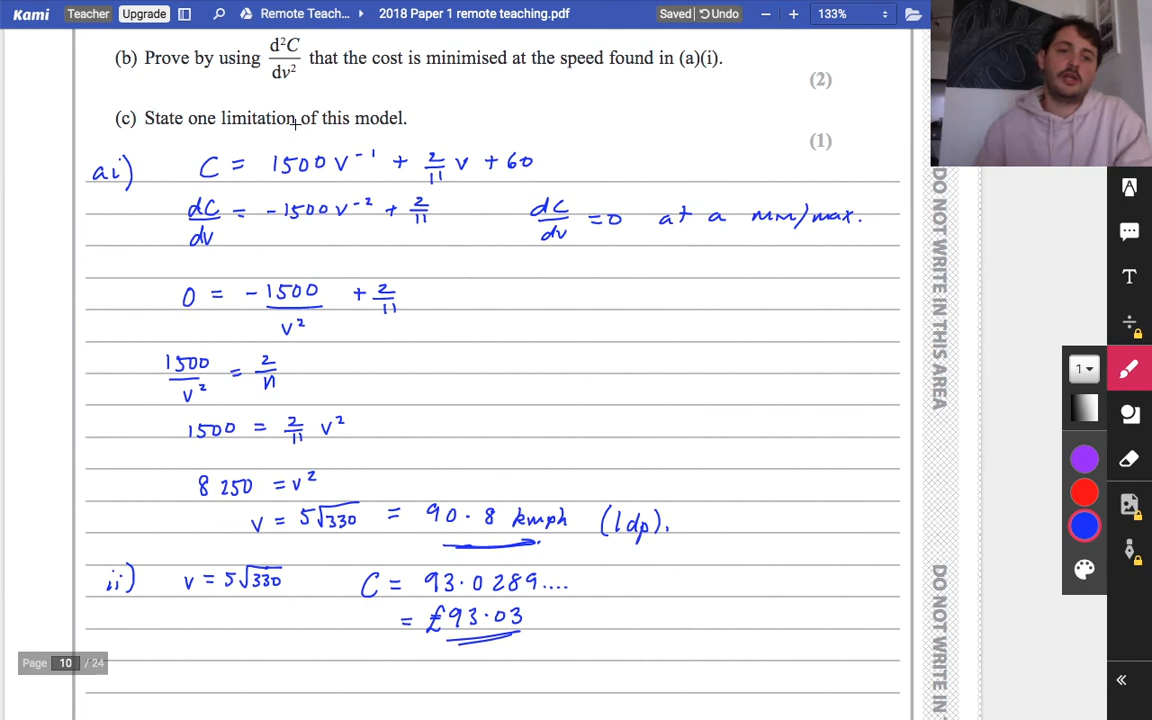 Kami Teacher Upgrade Remote Teach... 2018 Paper 1 remote teaching.pdf Saved Undo − + 133%
(b) Prove by using d²C/dv² that the cost is minimised at the speed found in (a)(i).
(2)
(c) State one limitation of this model.
(1)
ai) C = 1500v⁻¹ + 2/11 v + 60
dC/dv = -1500v⁻² + 2/11 dC/dv = 0 at a min/max.
0 = -1500/v² + 2/11
1500/v² = 2/11
1500 = 2/11 v²
8250 = v²
v = 5√330 = 90.8 kmph (1dp).
ii) v = 5√330 C = 93.0289....
= £93.03
Page 10 / 24
DO NOT WRITE IN THIS AREA
DO NOT WRITE IN
T
1